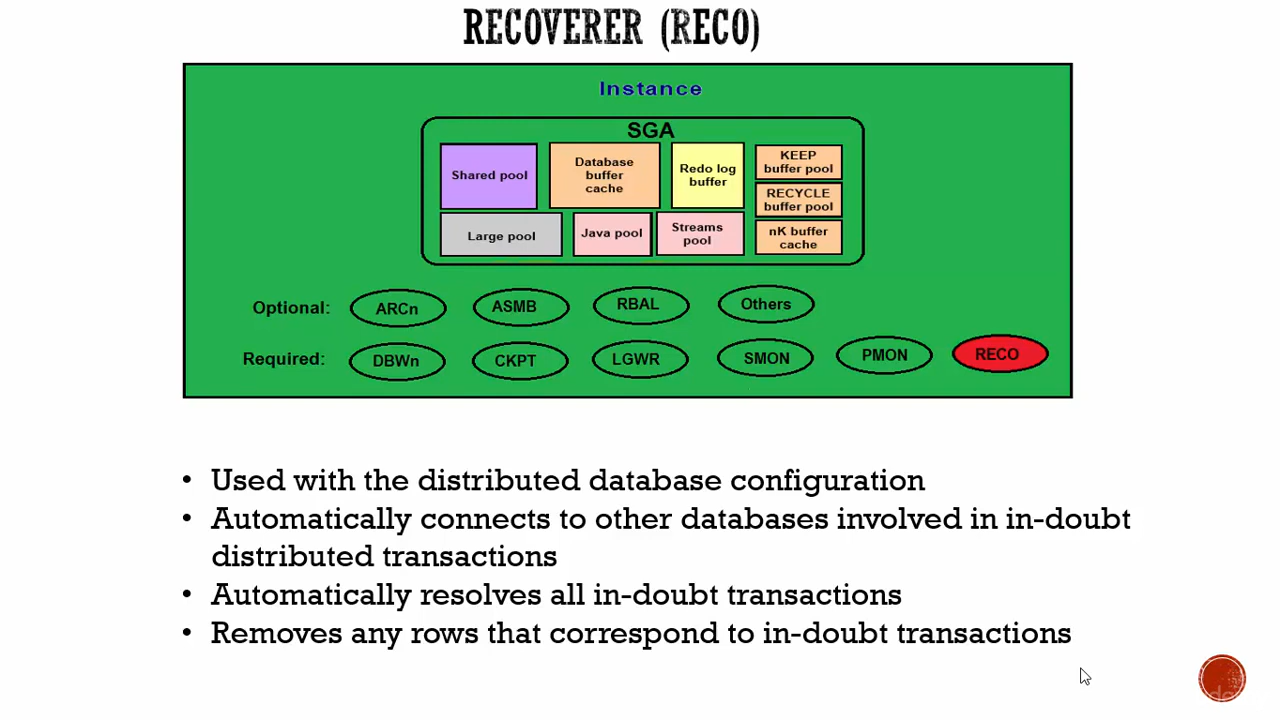 RECOVERER (RECO)
Instance
SGA
Shared pool
Database
buffer
cache
Redo log
buffer
KEEP
buffer pool
RECYCLE
buffer pool
Large pool
Java pool
Streams
pool
nK buffer
cache
Optional: ARCn ASMB RBAL Others
Required: DBWn CKPT LGWR SMON PMON RECO
• Used with the distributed database configuration
• Automatically connects to other databases involved in in-doubt
distributed transactions
• Automatically resolves all in-doubt transactions
• Removes any rows that correspond to in-doubt transactions